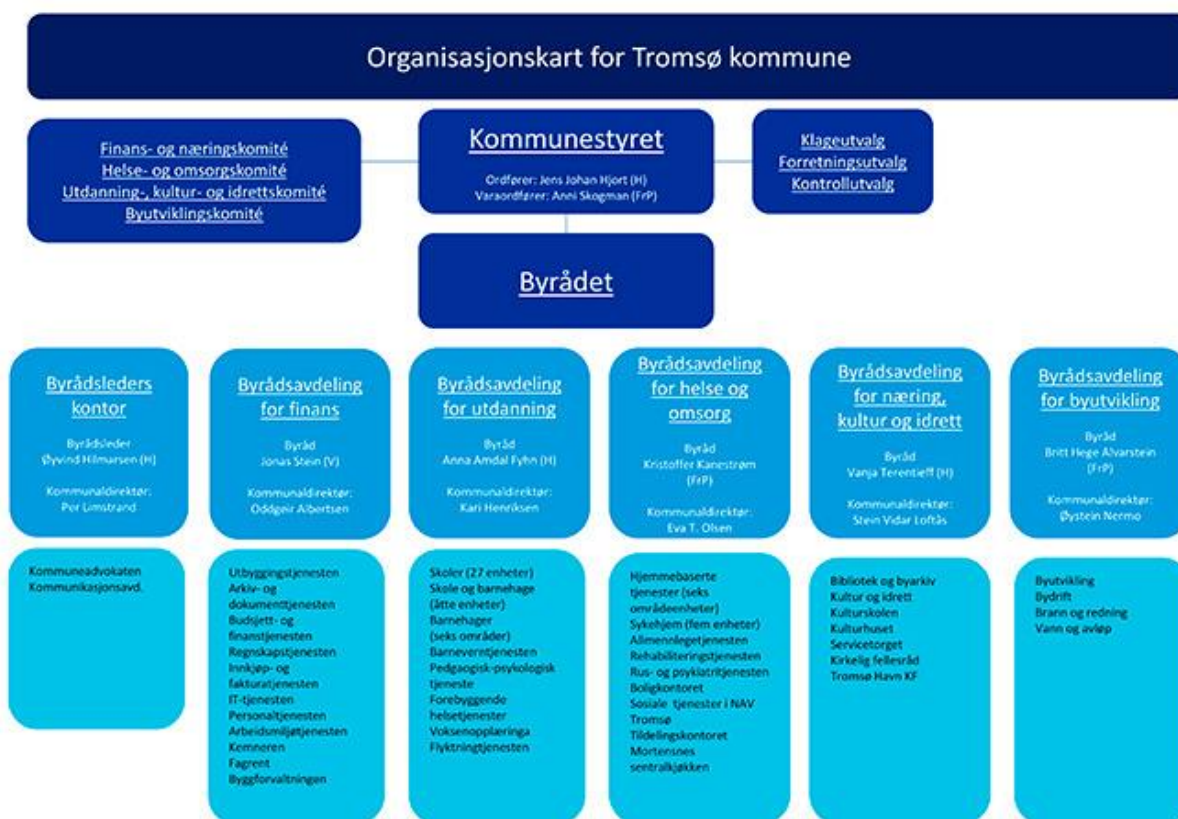 Organisasjonskart for Tromsø kommune
Finans- og næringskomité
Helse- og omsorgskomité
Utdanning-, kultur- og idrettskomité
Byutviklingskomité
Kommunestyret
Ordfører: Jens Johan Hjort (H)
Varaordfører: Anni Skogman (FrP)
Klageutvalg
Forretningsutvalg
Kontrollutvalg
Byrådet
Byrådsleders
kontor
Byrådsleder
Øyvind Hilmarsen (H)
Kommunaldirektør:
Per Limstrand
Byrådsavdeling
for finans
Byråd
Jonas Stein (V)
Kommunaldirektør:
Oddgeir Albertsen
Byrådsavdeling
for utdanning
Byråd
Anna Amdal Fyhn (H)
Kommunaldirektør:
Kari Henriksen
Byrådsavdeling
for helse og
omsorg
Byråd
Kristoffer Kanestrøm
(FrP)
Kommunaldirektør:
Eva T. Olsen
Byrådsavdeling
for næring,
kultur og idrett
Byråd
Vanja Terentieff (H)
Kommunaldirektør:
Stein Vidar Loftås
Byrådsavdeling
for byutvikling
Byråd
Britt Hege Alvarstein
(FrP)
Kommunaldirektør:
Øystein Nermo
Kommuneadvokaten
Kommunikasjonsavd.
Utbyggingstjenesten
Arkiv- og
dokumenttjenesten
Budsjett- og
finanstjenesten
Regnskapstjenesten
Innkjøp- og
fakturatjenesten
IT-tjenesten
Personaltjenesten
Arbeidsmiljøtjenesten
Kemneren
Fagrent
Byggforvaltningen
Skoler (27 enheter)
Skole og barnehage
(åtte enheter)
Barnehager
(seks områder)
Barneverntjenesten
Pedgaogisk-psykologisk
tjeneste
Forebyggende
helsetjenester
Voksenopplæringa
Flyktningtjenesten
Hjemmebaserte
tjenester (seks
områdeenheter)
Sykehjem (fem enheter)
Allmennlegetjenesten
Rehabiliteringstjenesten
Rus- og psykiatritjenesten
Boligkontoret
Sosiale tjenester i NAV
Tromsø
Tildelingskontoret
Mortensnes
sentralkjøkken
Bibliotek og byarkiv
Kultur og idrett
Kulturskolen
Kulturhuset
Servicetorget
Kirkelig fellesråd
Tromsø Havn KF
Byutvikling
Bydrift
Brann og redning
Vann og avløp